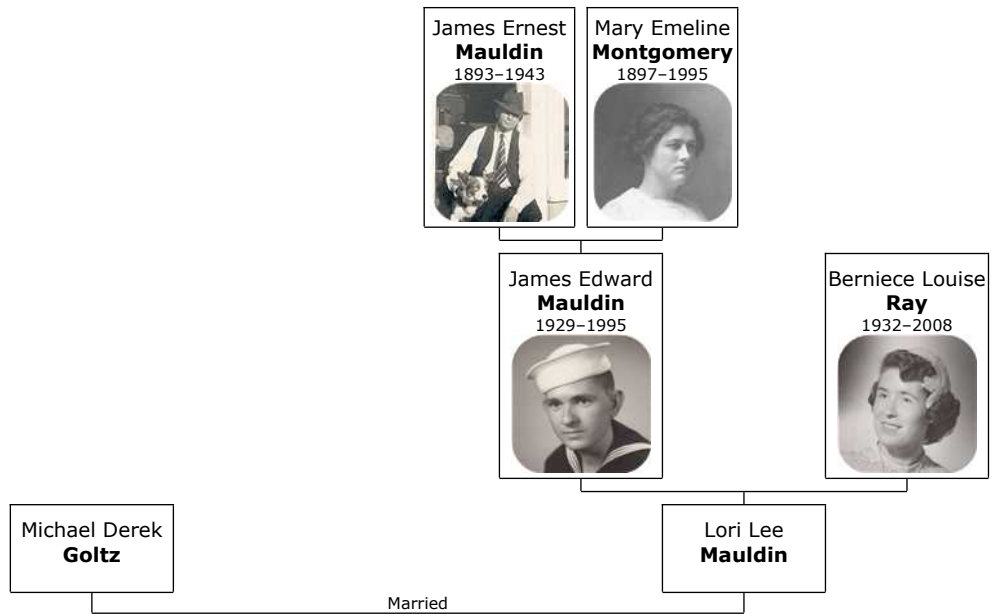 James Ernest
Mauldin
1893–1943
Mary Emeline
Montgomery
1897–1995
James Edward
Mauldin
1929–1995
Berniece Louise
Ray
1932–2008
Michael Derek
Goltz
Lori Lee
Mauldin
Married